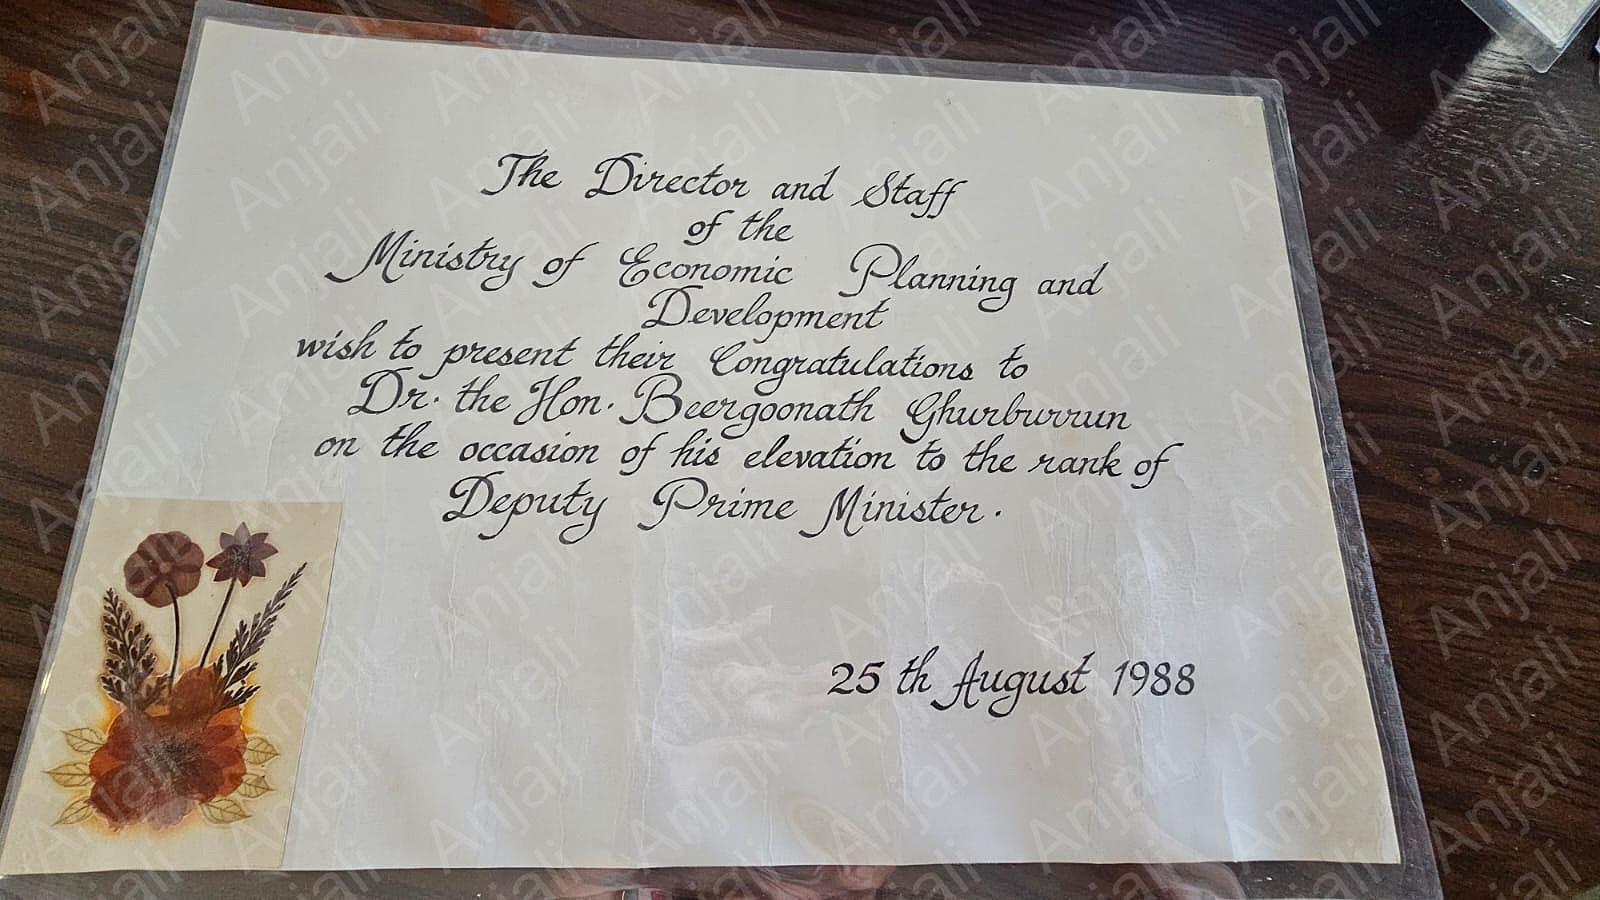 The Director and Staff
of the
Ministry of Economic Planning and
Development
wish to present their Congratulations to
Dr. the Hon. Beergoonath Ghurburrun
on the occasion of his elevation to the rank of
Deputy Prime Minister.
25 th August 1988
Anjali